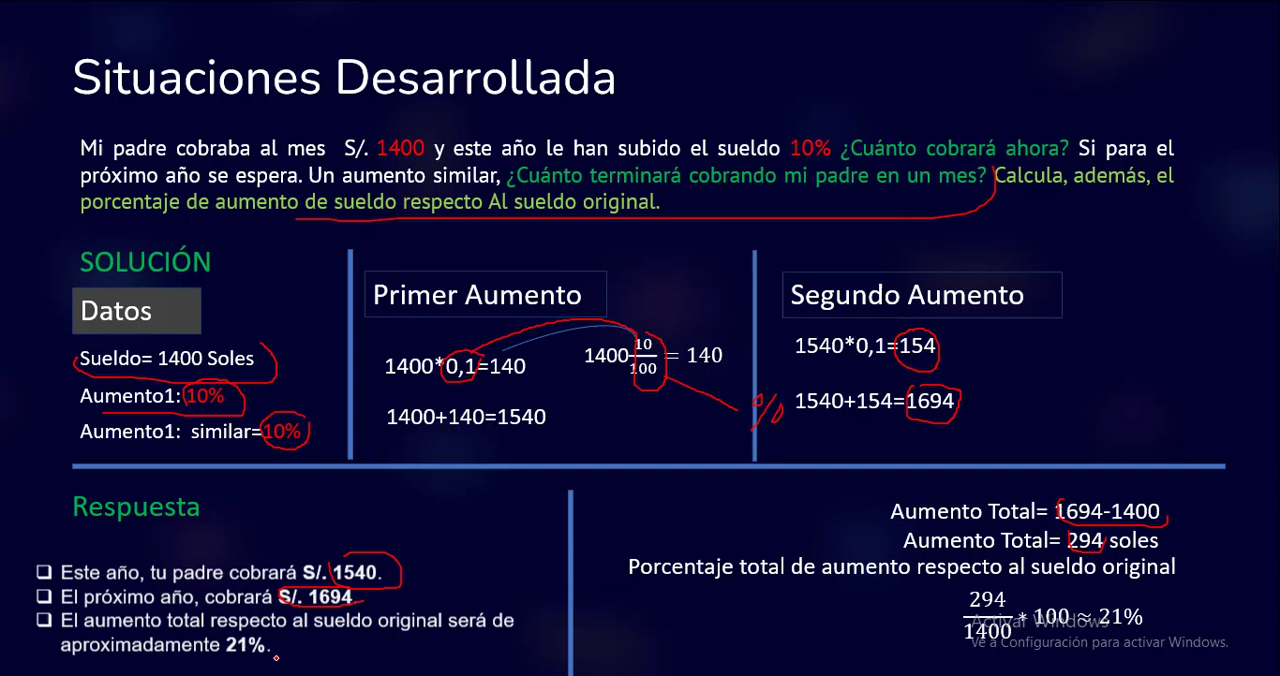 Situaciones Desarrollada
Mi padre cobraba al mes S/. 1400 y este año le han subido el sueldo 10% ¿Cuánto cobrará ahora? Si para el
próximo año se espera. Un aumento similar, ¿Cuánto terminará cobrando mi padre en un mes? Calcula, además, el
porcentaje de aumento de sueldo respecto Al sueldo original.
SOLUCIÓN
Datos
Sueldo= 1400 Soles
Aumento1: 10%
Aumento1: similar=10%
Primer Aumento
1400*0,1=140
1400 10/100 = 140
1400+140=1540
%
Segundo Aumento
1540*0,1=154
1540+154=1694
Respuesta
☐ Este año, tu padre cobrará S/. 1540.
☐ El próximo año, cobrará S/. 1694
☐ El aumento total respecto al sueldo original será de
aproximadamente 21%.
Aumento Total= 1694-1400
Aumento Total= 294 soles
Porcentaje total de aumento respecto al sueldo original
294/1400 * 100 ≈ 21%
Activar Windows
Ve a Configuración para activar Windows.